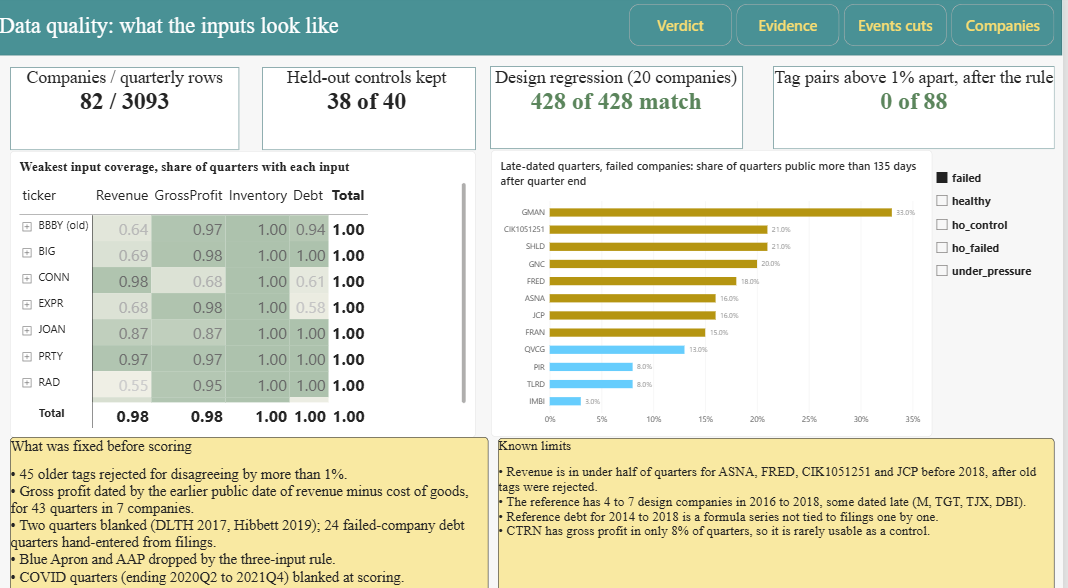 Data quality: what the inputs look like
Verdict
Evidence
Events cuts
Companies
Companies / quarterly rows
82 / 3093
Held-out controls kept
38 of 40
Design regression (20 companies)
428 of 428 match
Tag pairs above 1% apart, after the rule
0 of 88
Weakest input coverage, share of quarters with each input
ticker Revenue GrossProfit Inventory Debt Total
BBBY (old) 0.64 0.97 1.00 0.94 1.00
BIG 0.69 0.98 1.00 1.00 1.00
CONN 0.98 0.68 1.00 0.61 1.00
EXPR 0.68 0.98 1.00 0.58 1.00
JOAN 0.87 0.87 1.00 1.00 1.00
PRTY 0.97 0.97 1.00 1.00 1.00
RAD 0.55 0.95 1.00 1.00 1.00
Total 0.98 0.98 1.00 1.00 1.00
Late-dated quarters, failed companies: share of quarters public more than 135 days
after quarter end
GMAN 33.0%
CIK1051251 21.0%
SHLD 21.0%
GNC 20.0%
FRED 18.0%
ASNA 16.0%
JCP 16.0%
FRAN 15.0%
QVCG 13.0%
PIR 8.0%
TLRD 8.0%
IMBI 3.0%
0% 5% 10% 15% 20% 25% 30% 35%
failed
healthy
ho_control
ho_failed
under_pressure
What was fixed before scoring
• 45 older tags rejected for disagreeing by more than 1%.
• Gross profit dated by the earlier public date of revenue minus cost of goods,
for 43 quarters in 7 companies.
• Two quarters blanked (DLTH 2017, Hibbett 2019); 24 failed-company debt
quarters hand-entered from filings.
• Blue Apron and AAP dropped by the three-input rule.
• COVID quarters (ending 2020Q2 to 2021Q4) blanked at scoring.
Known limits
• Revenue is in under half of quarters for ASNA, FRED, CIK1051251 and JCP before 2018, after old
tags were rejected.
• The reference has 4 to 7 design companies in 2016 to 2018, some dated late (M, TGT, TJX, DBI).
• Reference debt for 2014 to 2018 is a formula series not tied to filings one by one.
• CTRN has gross profit in only 8% of quarters, so it is rarely usable as a control.